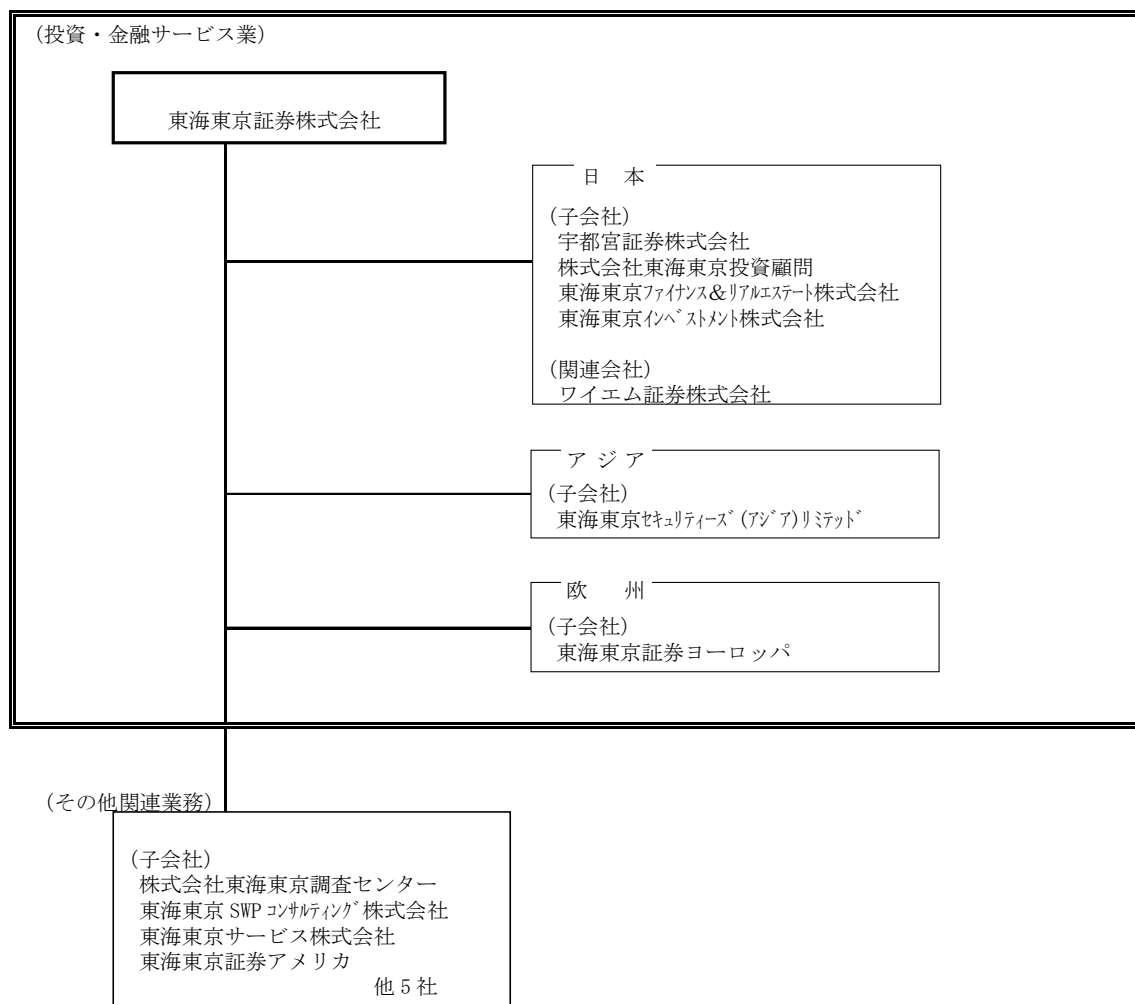 (投資・金融サービス業)
東海東京証券株式会社
日 本
(子会社)
宇都宮証券株式会社
株式会社東海東京投資顧問
東海東京ﾌｧｲﾅﾝｽ&ﾘｱﾙｴｽﾃｰﾄ株式会社
東海東京ｲﾝﾍﾞｽﾄﾒﾝﾄ株式会社
(関連会社)
ワイエム証券株式会社
ア ジ ア
(子会社)
東海東京ｾｷｭﾘﾃｨｰｽﾞ(ｱｼﾞｱ)ﾘﾐﾃｯﾄﾞ
欧 州
(子会社)
東海東京証券ヨーロッパ
(その他関連業務)
(子会社)
株式会社東海東京調査センター
東海東京 SWP ｺﾝｻﾙﾃｨﾝｸﾞ株式会社
東海東京サービス株式会社
東海東京証券アメリカ
他 5 社